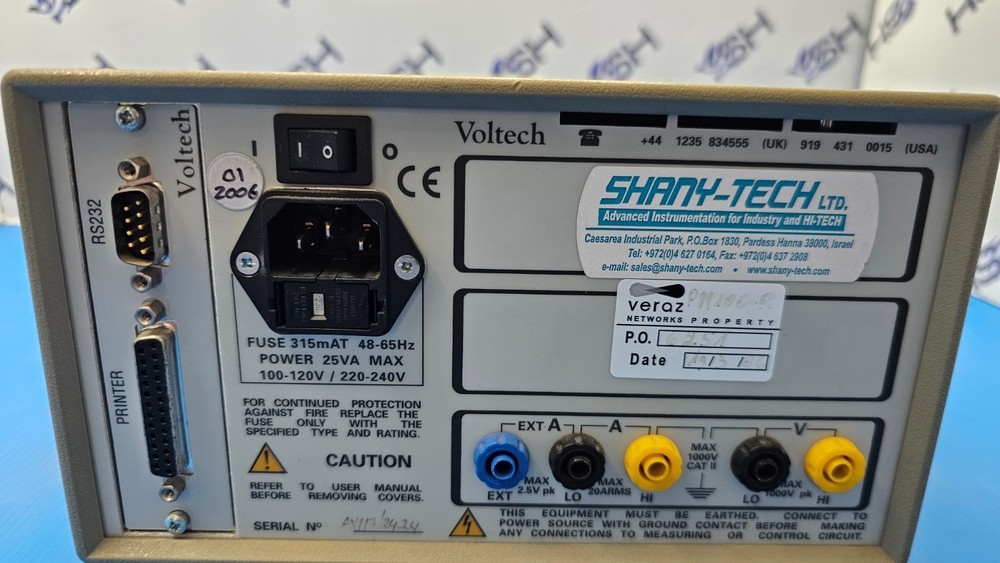 Voltech
RS232
PRINTER
I
O
I O
01
2006
CE
FUSE 315mAT 48-65Hz
POWER 25VA MAX
100-120V / 220-240V
FOR CONTINUED PROTECTION
AGAINST FIRE REPLACE THE
FUSE ONLY WITH THE
SPECIFIED TYPE AND RATING.
CAUTION
REFER TO USER MANUAL
BEFORE REMOVING COVERS.
SERIAL Nº
Voltech
+44 1235 834555 (UK) 919 431 0015 (USA)
SHANY-TECH LTD.
Advanced Instrumentation for Industry and HI-TECH
Caesarea Industrial Park, P.O.Box 1830, Pardess Hanna 38000, Israel
Tel: +972(0)4 627 0164, Fax: +972(0)4 637 2908
e-mail: sales@shany-tech.com • www.shany-tech.com
veraz
NETWORKS PROPERTY
P.O.
Date
EXT A A V
MAX
1000V
CAT II
MAX
2.5V pk
MAX
20ARMS
MAX
1000V pk
EXT LO HI LO HI
THIS EQUIPMENT MUST BE EARTHED. CONNECT TO
POWER SOURCE WITH GROUND CONTACT BEFORE MAKING
ANY CONNECTIONS TO MEASURING OR CONTROL CIRCUIT.